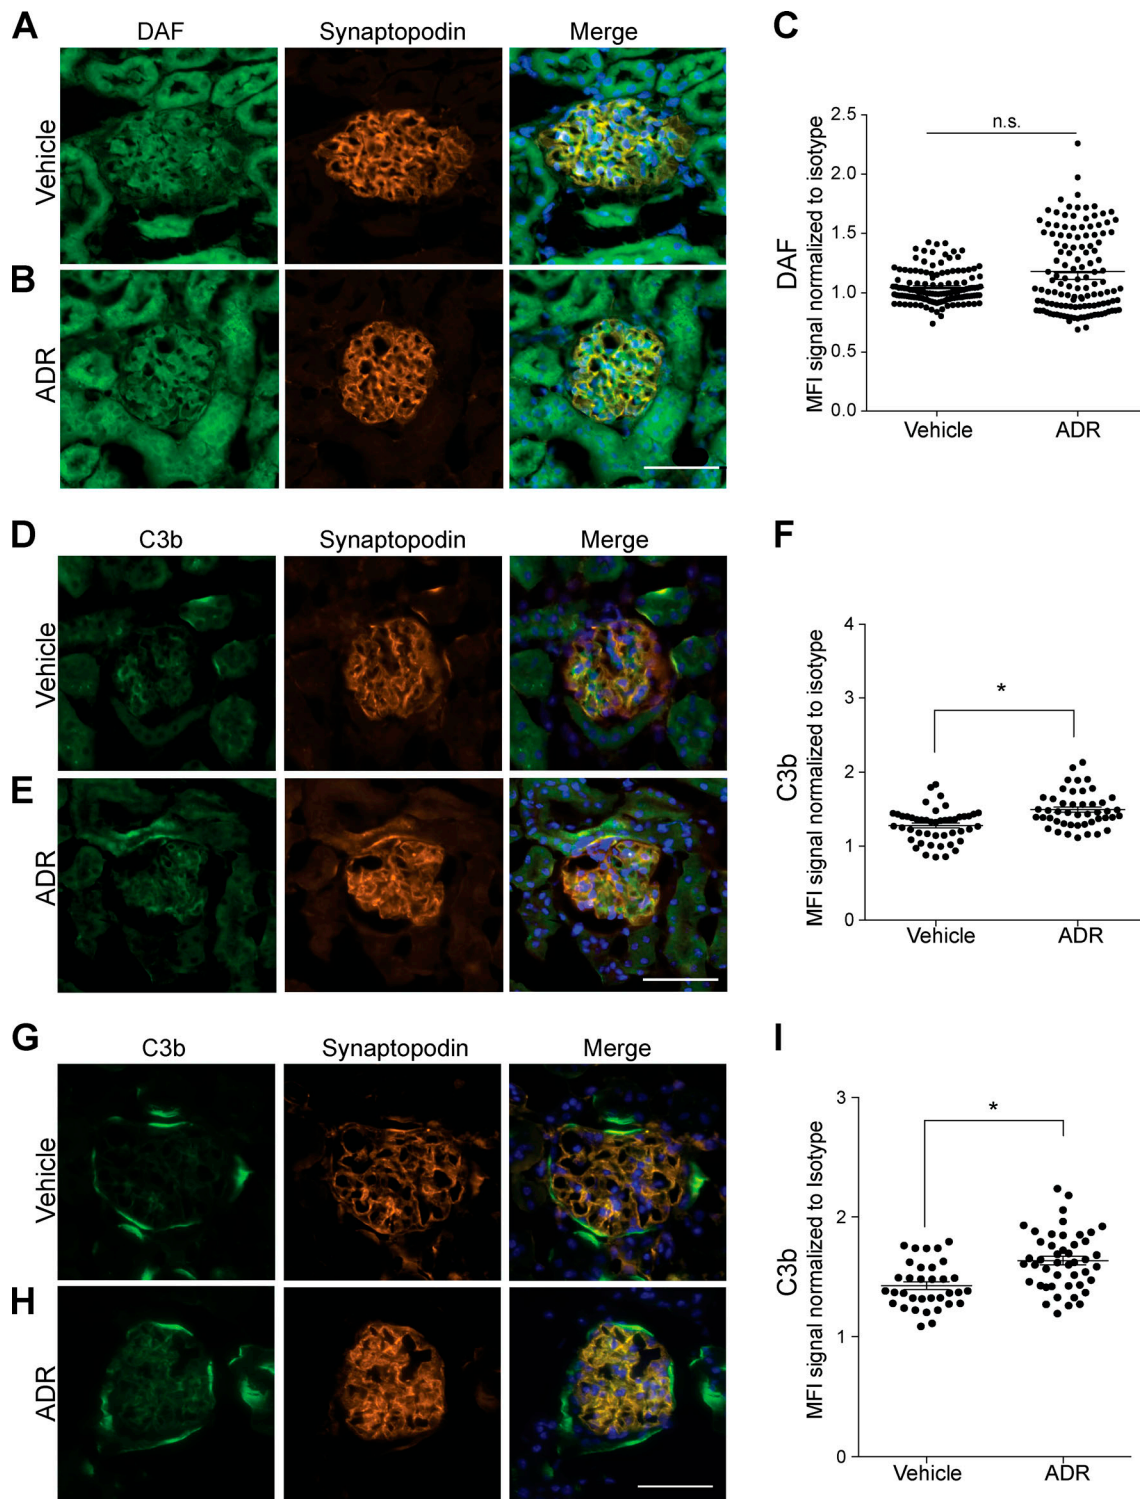 A
DAF
Synaptopodin
Merge
Vehicle
B
ADR
C
2.5
2.0
1.5
1.0
0.5
0.0
n.s.
DAF
MFI signal normalized to isotype
Vehicle
ADR
D
C3b
Synaptopodin
Merge
Vehicle
E
ADR
F
4
3
2
1
0
*
C3b
MFI signal normalized to isotype
Vehicle
ADR
G
C3b
Synaptopodin
Merge
Vehicle
H
ADR
I
3
2
1
0
*
C3b
MFI signal normalized to Isotype
Vehicle
ADR